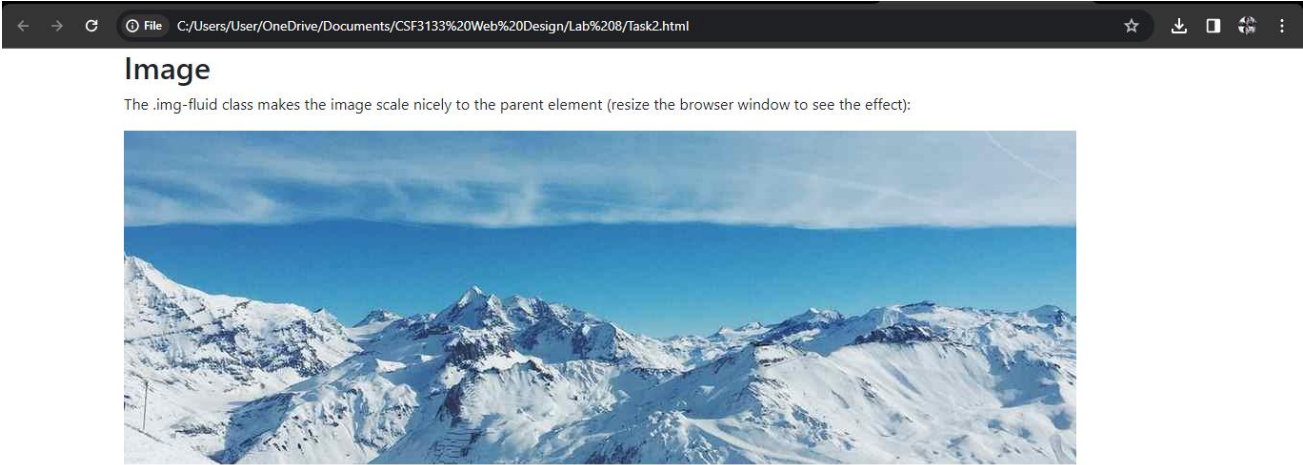 File C:/Users/User/OneDrive/Documents/CSF3133%20Web%20Design/Lab%208/Task2.html
Image
The .img-fluid class makes the image scale nicely to the parent element (resize the browser window to see the effect):